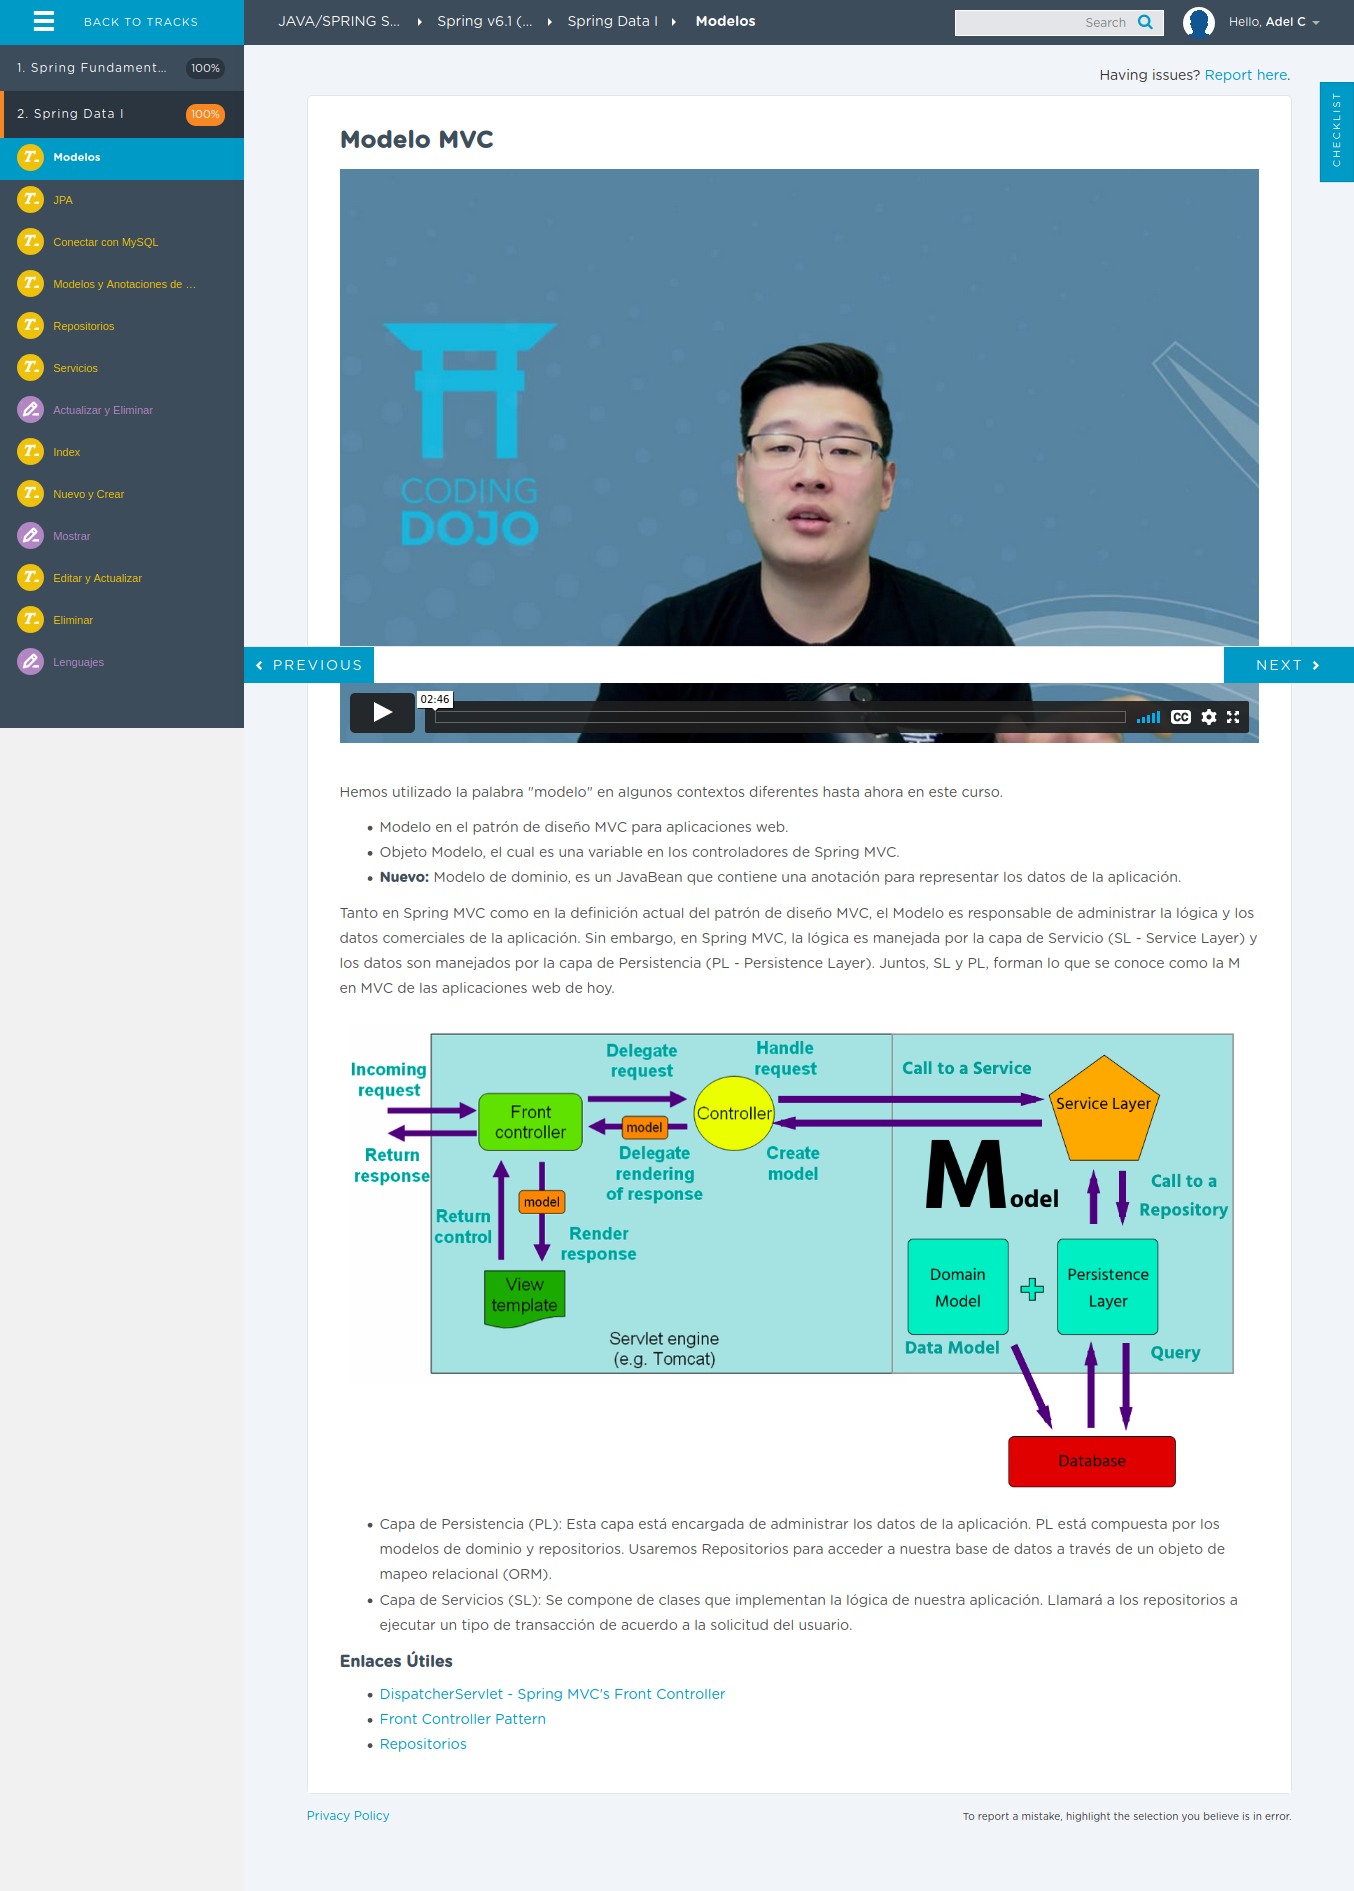 BACK TO TRACKS
JAVA/SPRING S... Spring v6.1 (... Spring Data I Modelos
Search
Hello, Adel C
1. Spring Fundament... 100%
2. Spring Data I 100%
Modelos
JPA
Conectar con MySQL
Modelos y Anotaciones de ...
Repositorios
Servicios
Actualizar y Eliminar
Index
Nuevo y Crear
Mostrar
Editar y Actualizar
Eliminar
Lenguajes
Having issues? Report here.
CHECKLIST
Modelo MVC
CODING
DOJO
PREVIOUS
NEXT
02:46
CC
Hemos utilizado la palabra "modelo" en algunos contextos diferentes hasta ahora en este curso.
• Modelo en el patrón de diseño MVC para aplicaciones web.
• Objeto Modelo, el cual es una variable en los controladores de Spring MVC.
• Nuevo: Modelo de dominio, es un JavaBean que contiene una anotación para representar los datos de la aplicación.
Tanto en Spring MVC como en la definición actual del patrón de diseño MVC, el Modelo es responsable de administrar la lógica y los
datos comerciales de la aplicación. Sin embargo, en Spring MVC, la lógica es manejada por la capa de Servicio (SL - Service Layer) y
los datos son manejados por la capa de Persistencia (PL - Persistence Layer). Juntos, SL y PL, forman lo que se conoce como la M
en MVC de las aplicaciones web de hoy.
Incoming
request
Return
response
Front
controller
Delegate
request
model
Delegate
rendering
of response
Controller
Handle
request
Create
model
Call to a Service
Service Layer
Model
Call to a
Repository
Return
control
model
Render
response
View
template
Servlet engine
(e.g. Tomcat)
Domain
Model
Persistence
Layer
Data Model
Query
Database
• Capa de Persistencia (PL): Esta capa está encargada de administrar los datos de la aplicación. PL está compuesta por los
modelos de dominio y repositorios. Usaremos Repositorios para acceder a nuestra base de datos a través de un objeto de
mapeo relacional (ORM).
• Capa de Servicios (SL): Se compone de clases que implementan la lógica de nuestra aplicación. Llamará a los repositorios a
ejecutar un tipo de transacción de acuerdo a la solicitud del usuario.
Enlaces Útiles
• DispatcherServlet - Spring MVC's Front Controller
• Front Controller Pattern
• Repositorios
Privacy Policy
To report a mistake, highlight the selection you believe is in error.